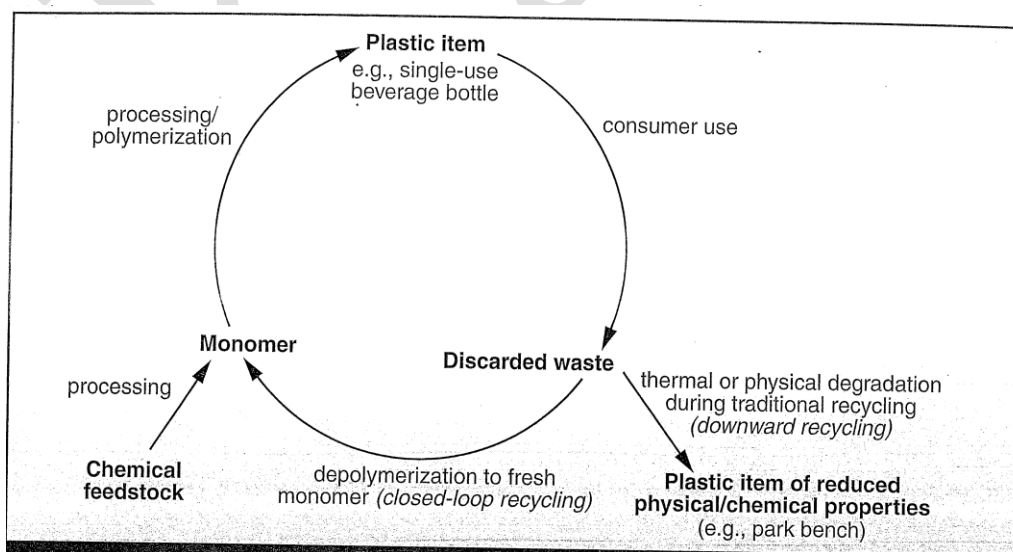 Plastic item
e.g., single-use
beverage bottle
processing/
polymerization
consumer use
Monomer
Discarded waste
processing
thermal or physical degradation
during traditional recycling
(downward recycling)
Chemical
feedstock
depolymerization to fresh
monomer (closed-loop recycling)
Plastic item of reduced
physical/chemical properties
(e.g., park bench)